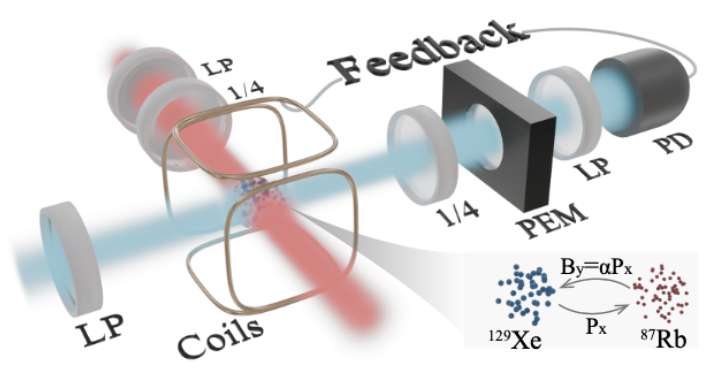 LP
1/4
Feedback
LP
Coils
1/4
PEM
LP
PD
By=αPx
Px
129Xe
87Rb